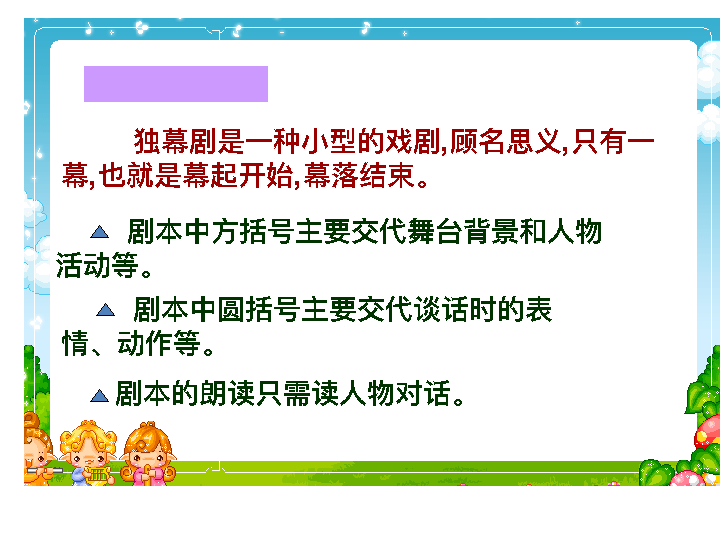 独幕剧是一种小型的戏剧,顾名思义,只有一
幕,也就是幕起开始,幕落结束。
剧本中方括号主要交代舞台背景和人物
活动等。
剧本中圆括号主要交代谈话时的表
情、动作等。
剧本的朗读只需读人物对话。